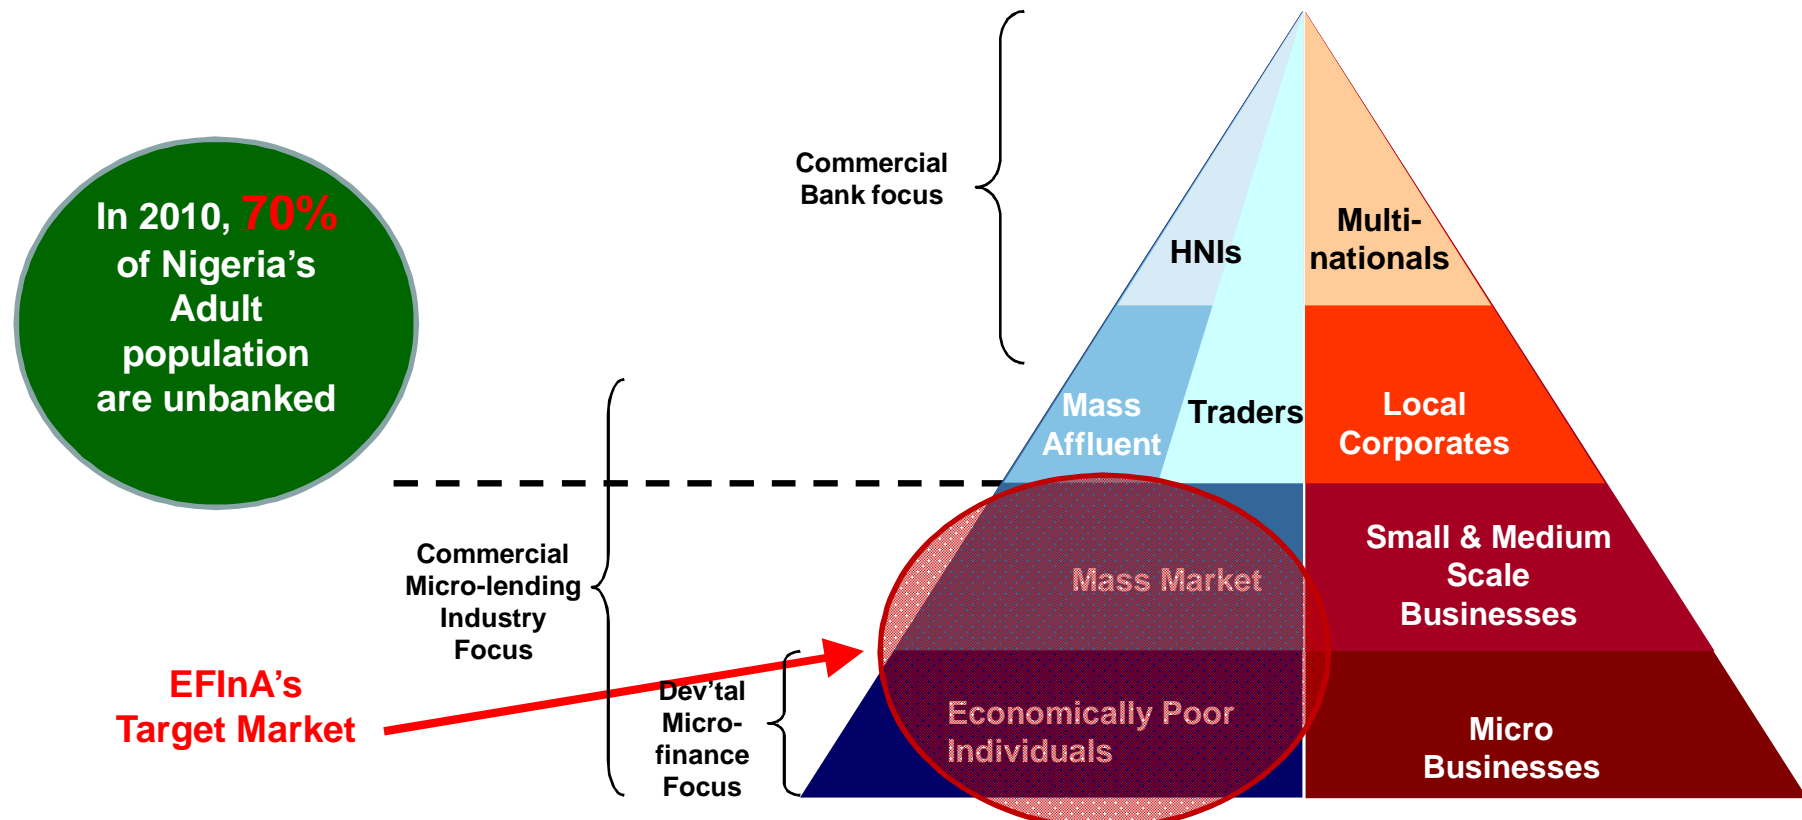 In 2010, 70%
of Nigeria’s
Adult
population
are unbanked
Commercial
Bank focus
HNIs
Multi-
nationals
Mass
Affluent
Traders
Local
Corporates
Commercial
Micro-lending
Industry
Focus
Mass Market
Small & Medium
Scale
Businesses
EFInA’s
Target Market
Dev’tal
Micro-
finance
Focus
Economically Poor
Individuals
Micro
Businesses